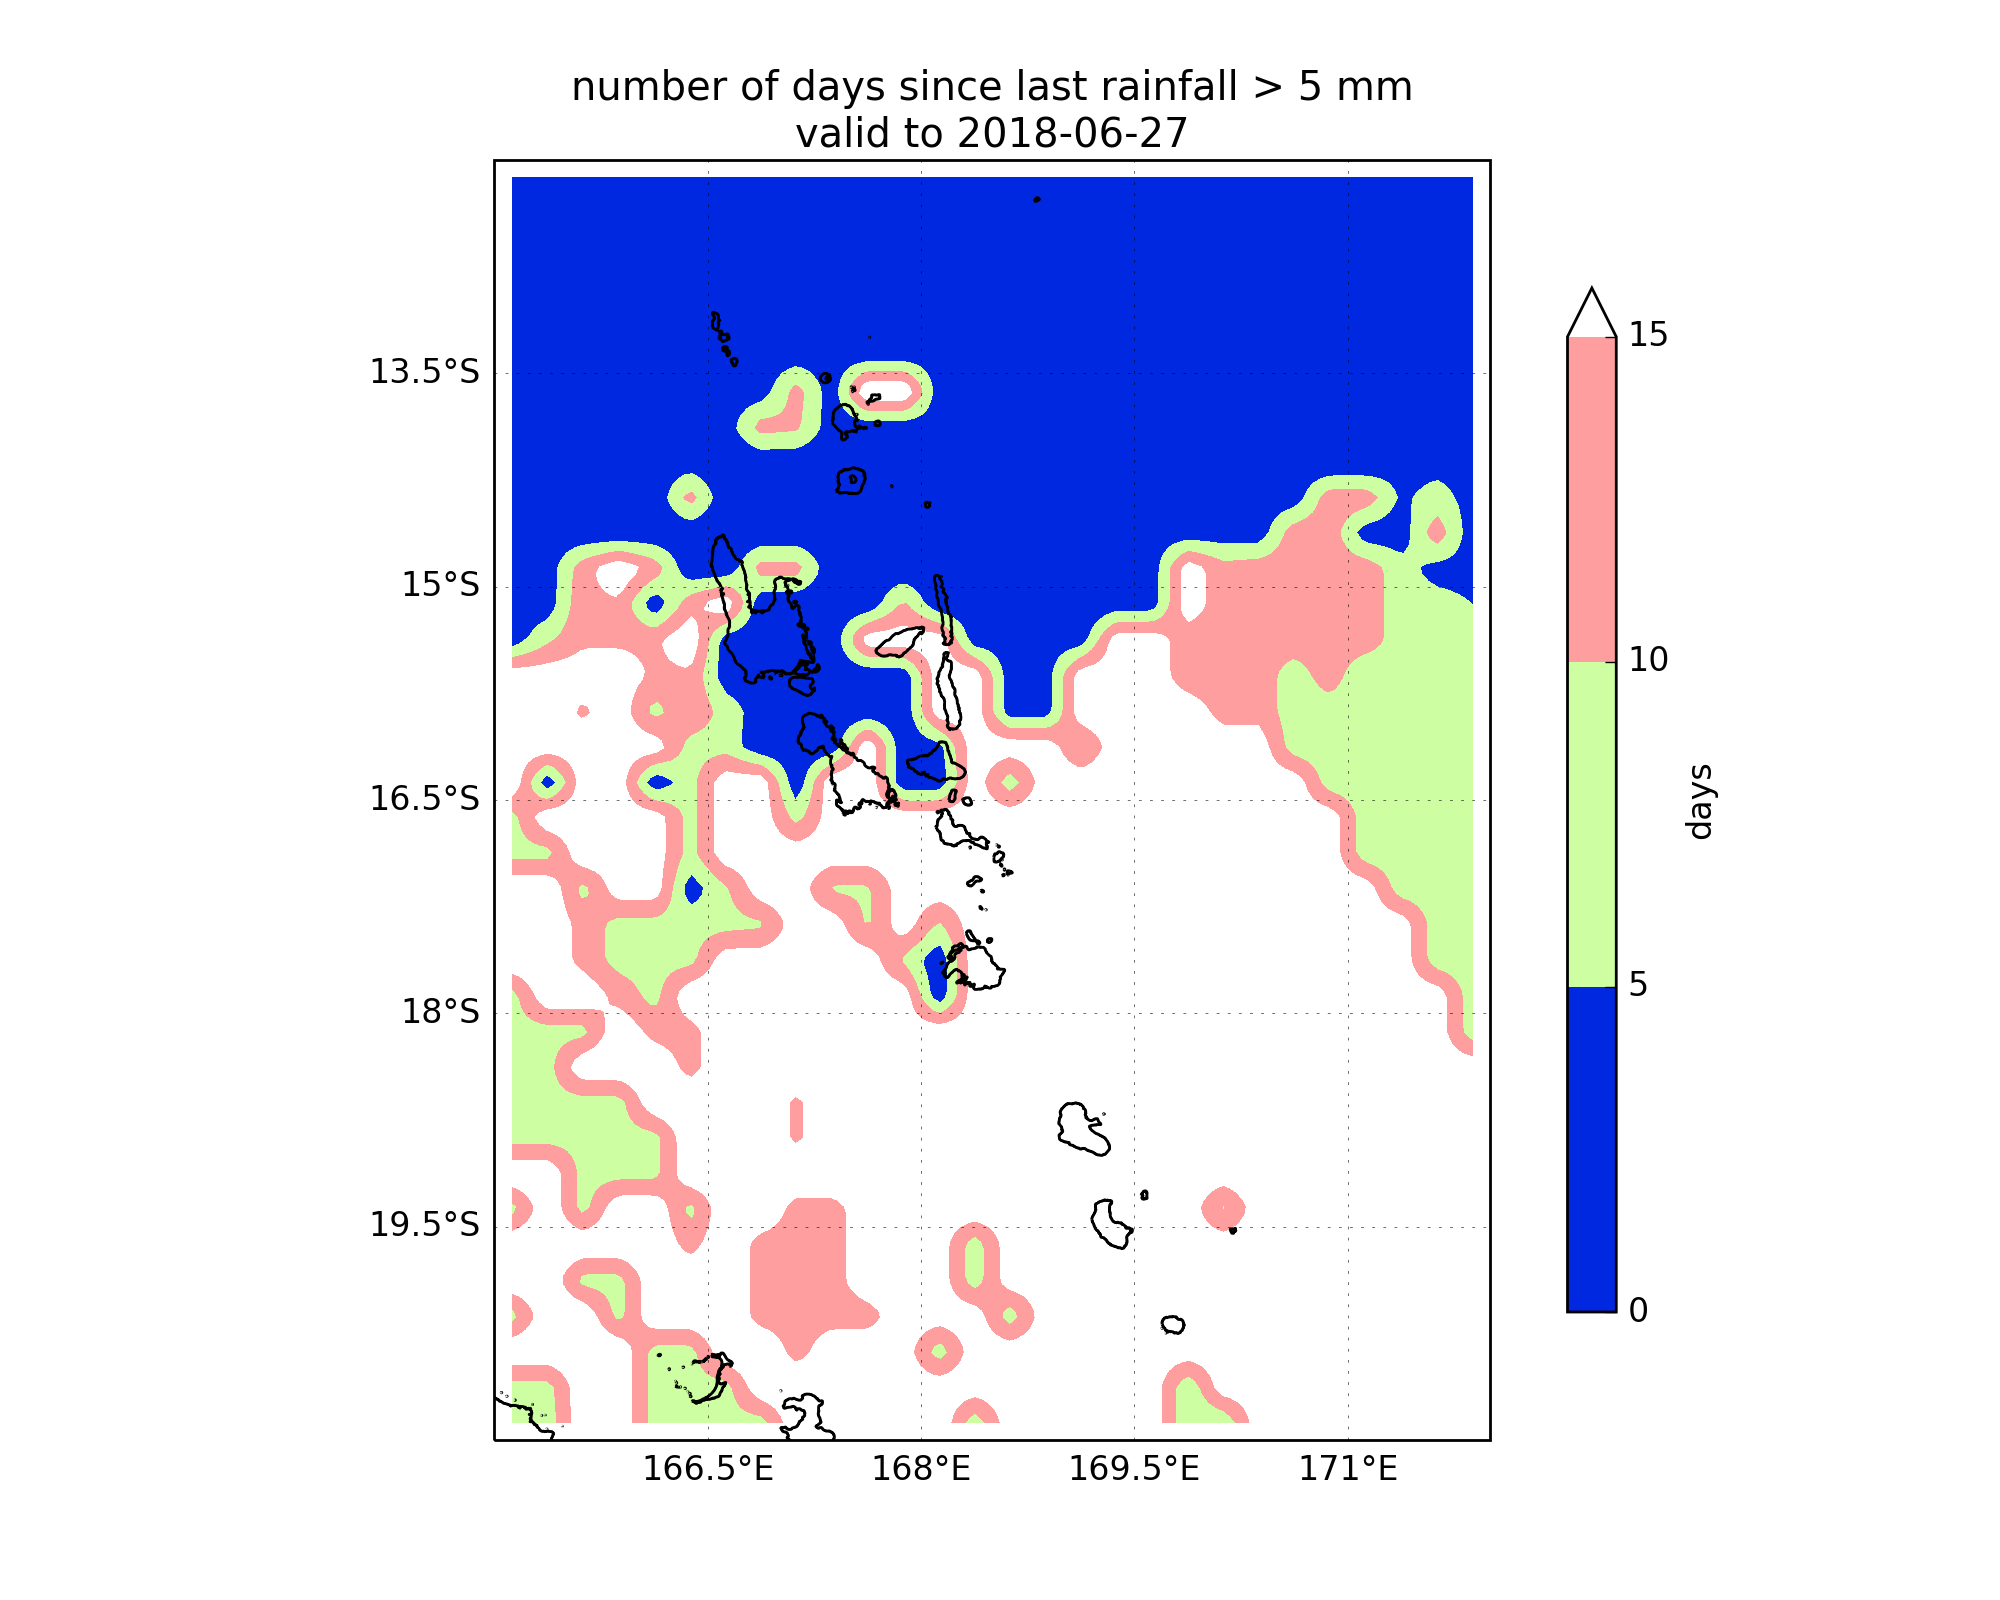 number of days since last rainfall > 5 mm
valid to 2018-06-27
13.5°S
15°S
16.5°S
18°S
19.5°S
166.5°E
168°E
169.5°E
171°E
15
10
5
0
days